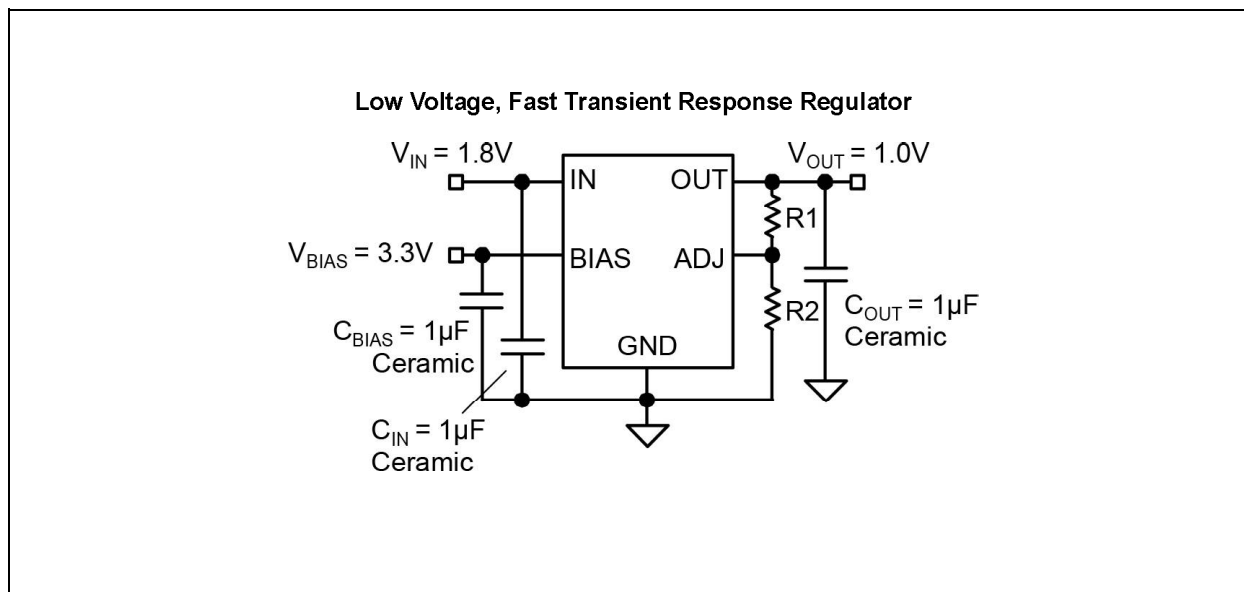 Low Voltage, Fast Transient Response Regulator
V_IN = 1.8V
V_OUT = 1.0V
IN
OUT
R1
V_BIAS = 3.3V
BIAS
ADJ
R2
C_BIAS = 1µF
Ceramic
C_OUT = 1µF
Ceramic
GND
C_IN = 1µF
Ceramic